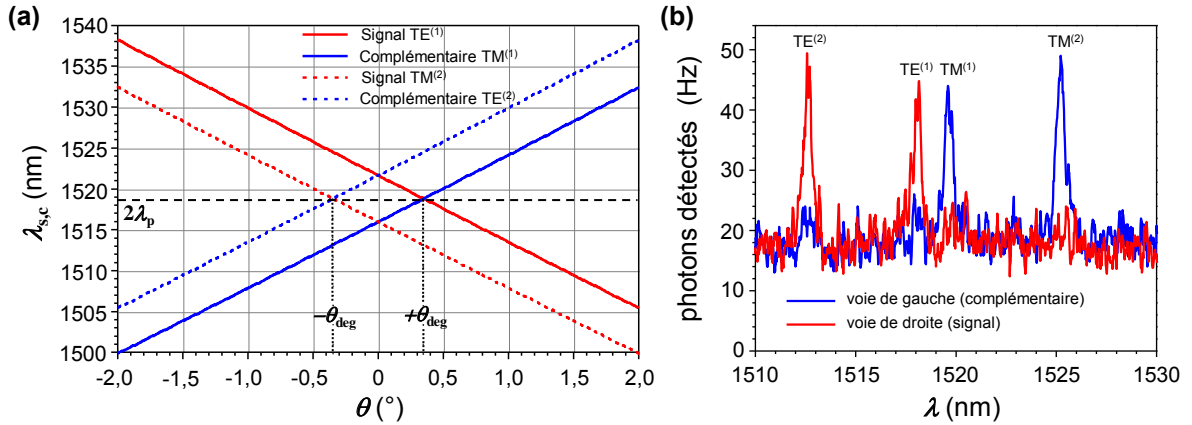 (a)
1540
1535
1530
1525
1520
1515
1510
1505
1500
λs,c (nm)
Signal TE(1)
Complémentaire TM(1)
Signal TM(2)
Complémentaire TE(2)
2λp
−θdeg
+θdeg
-2,0 -1,5 -1,0 -0,5 0 0,5 1,0 1,5 2,0
θ (°)
(b)
50
40
30
20
10
0
photons détectés (Hz)
TE(2)
TE(1) TM(1)
TM(2)
voie de gauche (complémentaire)
voie de droite (signal)
1510 1515 1520 1525 1530
λ (nm)